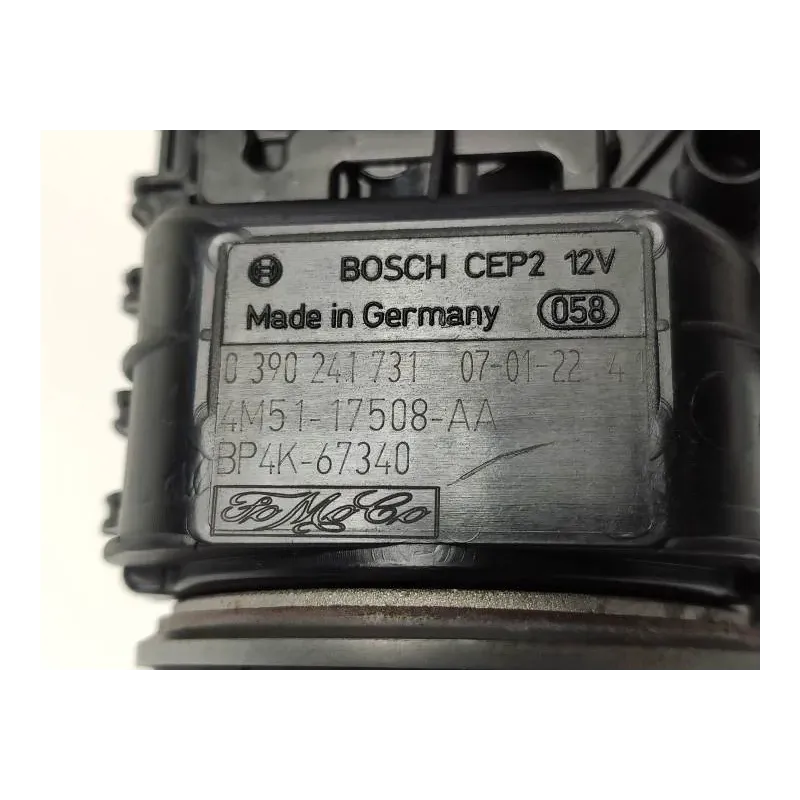 BOSCH CEP2 12V
Made in Germany 058
0 390 241 731 07-01-22 4
4M51-17508-AA
BP4K-67340
FoMoCo